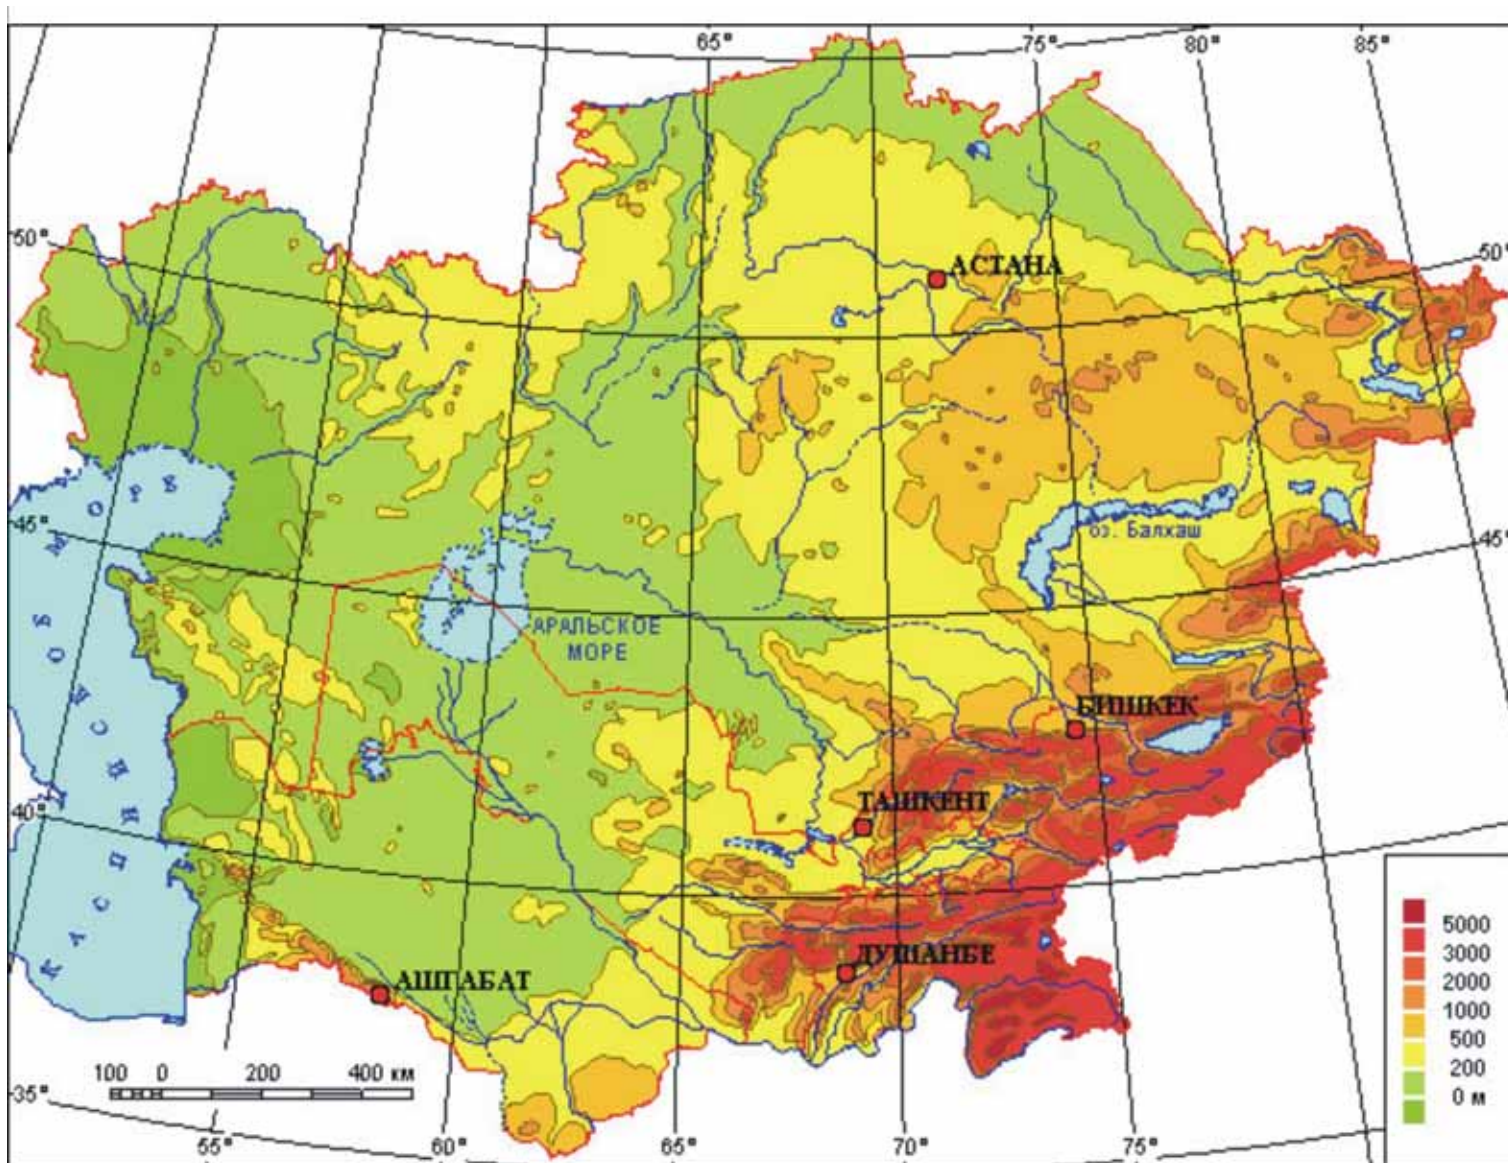 65°
75°
80°
85°
50°
50°
АСТАНА
45°
45°
оз. Балхаш
АРАЛЬСКОЕ
МОРЕ
КАСПИЙСКОЕ МОРЕ
БИШКЕК
ТАШКЕНТ
40°
ДУШАНБЕ
АШГАБАТ
5000
3000
2000
1000
500
200
0 м
100 0 200 400 км
35°
55°
60°
65°
70°
75°